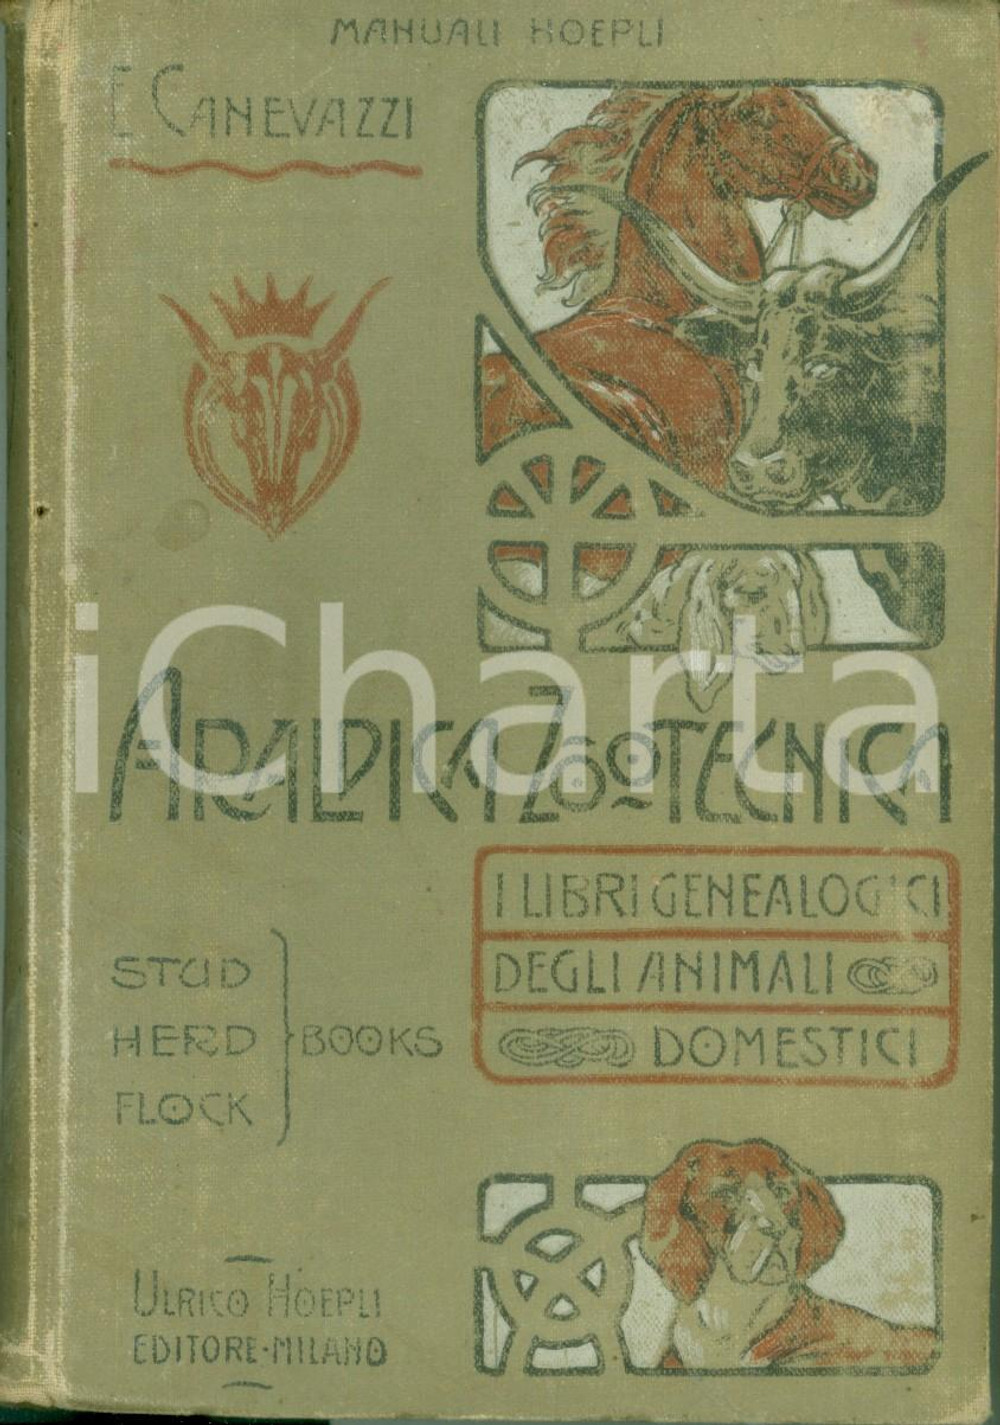 MANUALI HOEPLI
E CANEVAZZI
iCharta
ARALDICA ZOOTECNICA
I LIBRI GENEALOGICI
DEGLI ANIMALI
DOMESTICI
STUD
HERD BOOKS
FLOCK
ULRICO HOEPLI
EDITORE-MILANO